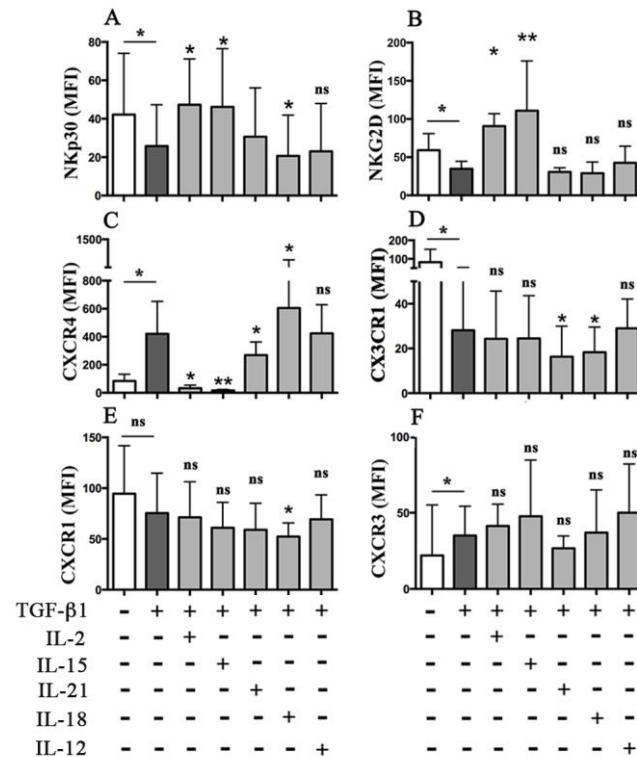 A
80
60
40
20
0
NKp30 (MFI)
*
*
*
*
ns
B
200
150
100
50
0
NKG2D (MFI)
*
*
**
ns
ns
ns
C
1500
800
600
400
200
0
CXCR4 (MFI)
*
*
**
*
*
ns
D
200
100
40
20
0
CX3CR1 (MFI)
*
ns
ns
*
*
ns
E
150
100
50
0
CXCR1 (MFI)
ns
ns
ns
ns
*
ns
F
100
50
0
CXCR3 (MFI)
*
ns
ns
ns
ns
ns
TGF-β1 - + + + + + + - + + + + + +
IL-2 - - + - - - - - - + - - - -
IL-15 - - - + - - - - - - + - - -
IL-21 - - - - + - - - - - - + - -
IL-18 - - - - - + - - - - - - + -
IL-12 - - - - - - + - - - - - - +